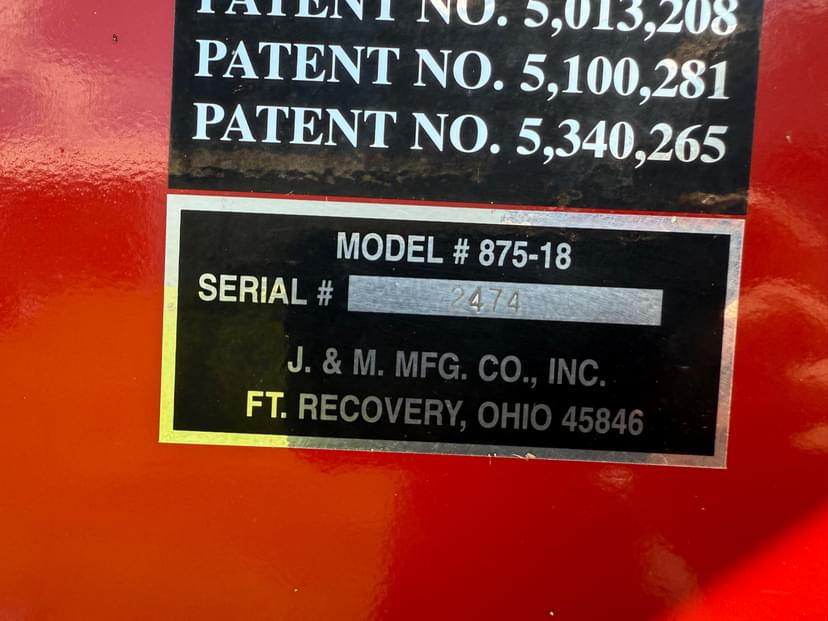 PATENT NO. 5,013,208
PATENT NO. 5,100,281
PATENT NO. 5,340,265
MODEL # 875-18
SERIAL # 2474
J. & M. MFG. CO., INC.
FT. RECOVERY, OHIO 45846